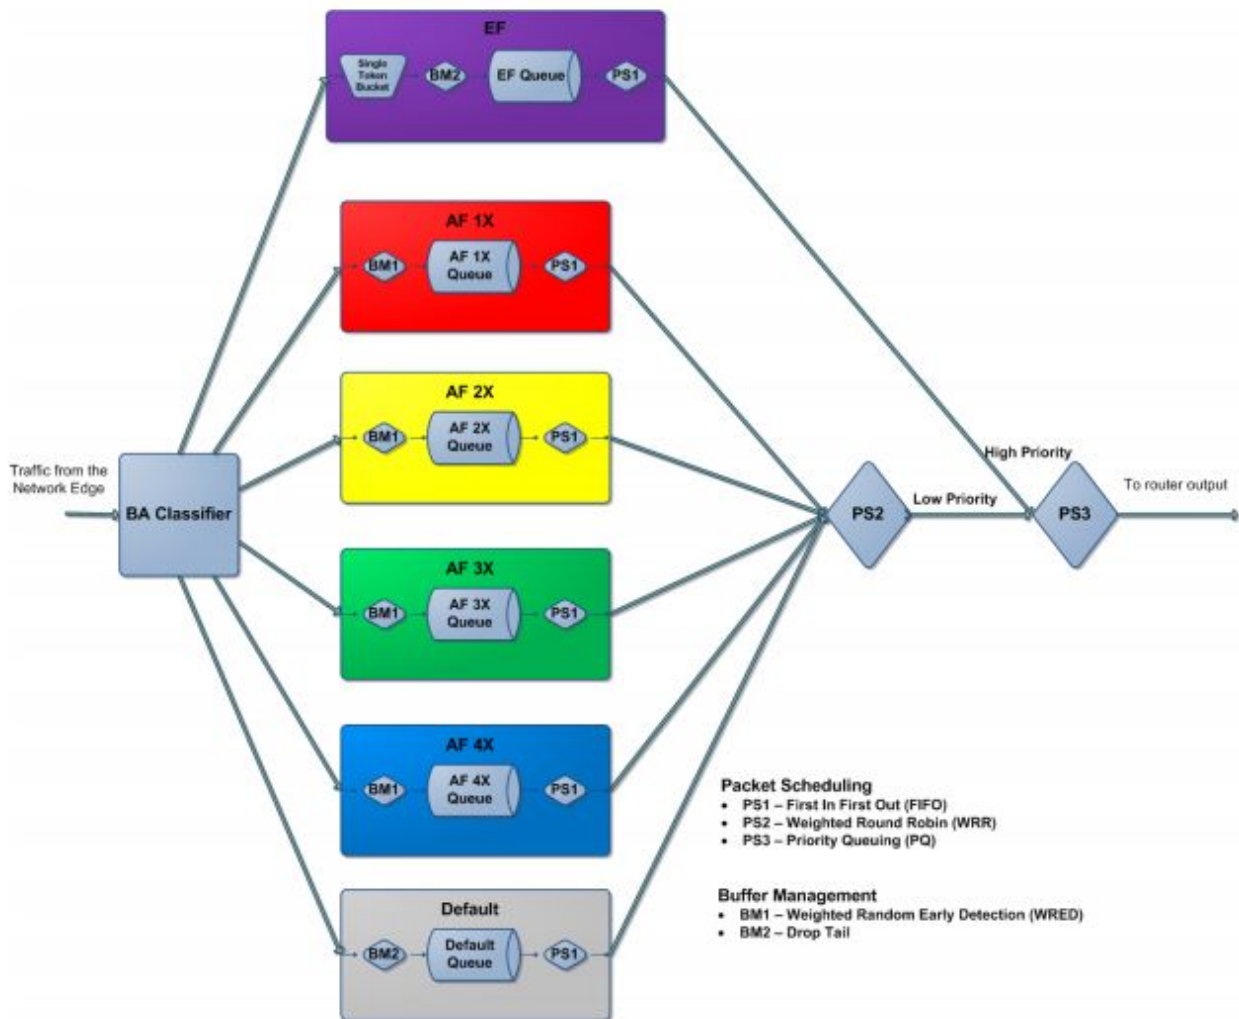 EF
Single
Token
Bucket
BM2
EF Queue
PS1
AF 1X
BM1
AF 1X
Queue
PS1
AF 2X
BM1
AF 2X
Queue
PS1
Traffic from the
Network Edge
BA Classifier
High Priority
PS2
Low Priority
PS3
To router output
AF 3X
BM1
AF 3X
Queue
PS1
AF 4X
BM1
AF 4X
Queue
PS1
Packet Scheduling
• PS1 – First In First Out (FIFO)
• PS2 – Weighted Round Robin (WRR)
• PS3 – Priority Queuing (PQ)
Buffer Management
• BM1 – Weighted Random Early Detection (WRED)
• BM2 – Drop Tail
Default
BM2
Default
Queue
PS1